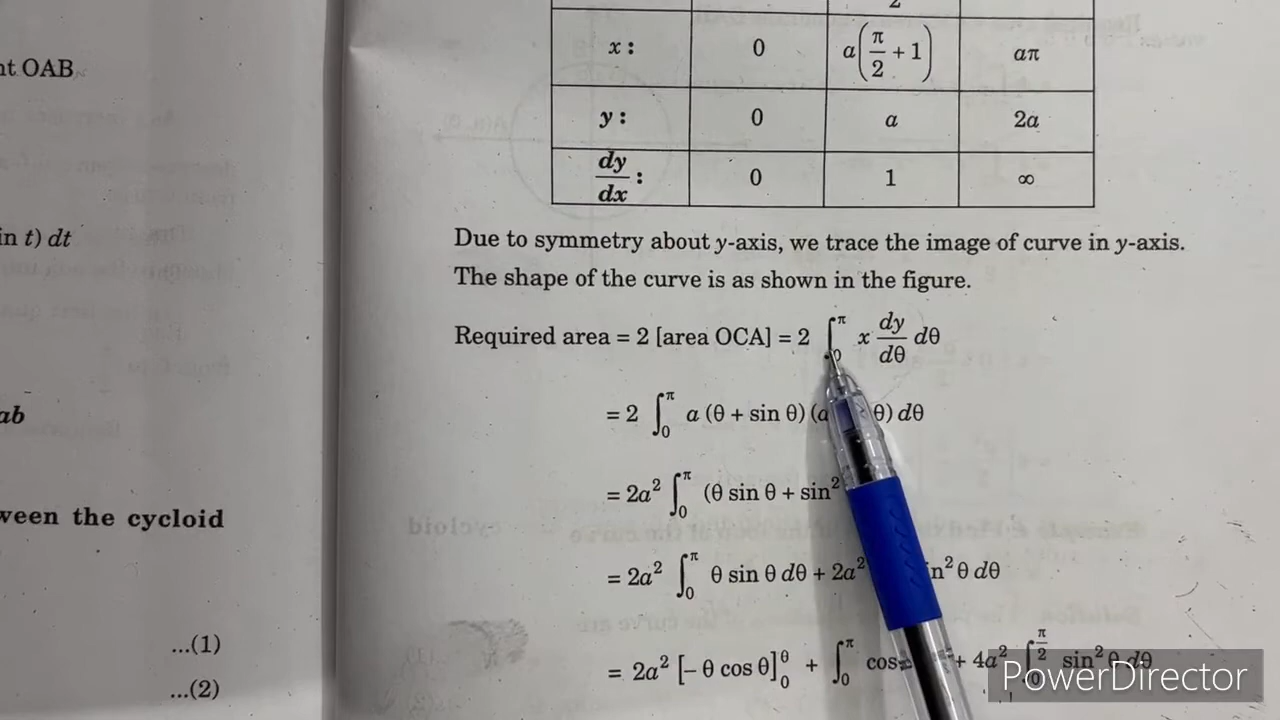 nt OAB
in t) dt
ab
ween the cycloid
...(1)
...(2)
2
x : 0 a(π/2 + 1) aπ
y : 0 a 2a
dy/dx : 0 1 ∞
Due to symmetry about y-axis, we trace the image of curve in y-axis.
The shape of the curve is as shown in the figure.
Required area = 2 [area OCA] = 2 ∫₀^π x dy/dθ dθ
= 2 ∫₀^π a (θ + sin θ) (a θ) dθ
= 2a² ∫₀^π (θ sin θ + sin²
= 2a² ∫₀^π θ sin θ dθ + 2a² in² θ dθ
= 2a² [– θ cos θ]₀^θ + ∫₀^π cos + 4a² ∫₀^π/2 sin² θ dθ
PowerDirector